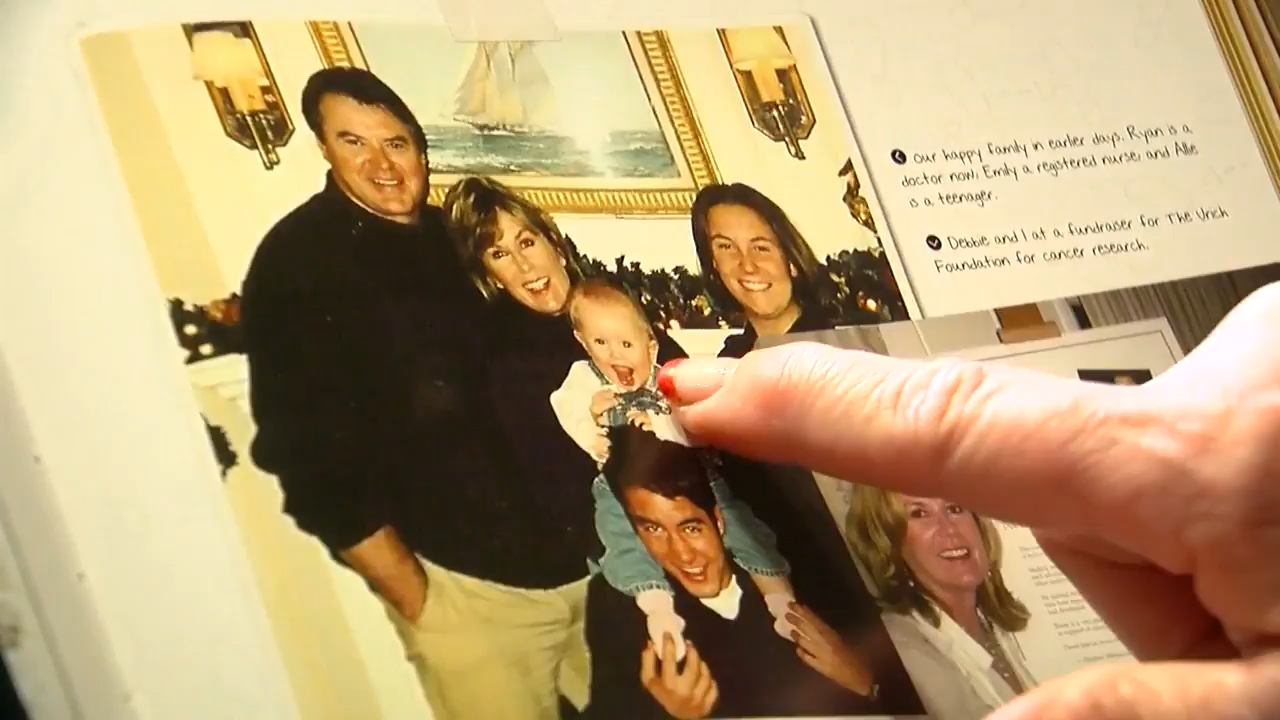 our happy family in earlier days. Ryan is a
doctor now, Emily a registered nurse, and Allie
is a teenager.
Debbie and I at a fundraiser for The Urich
Foundation for cancer research.